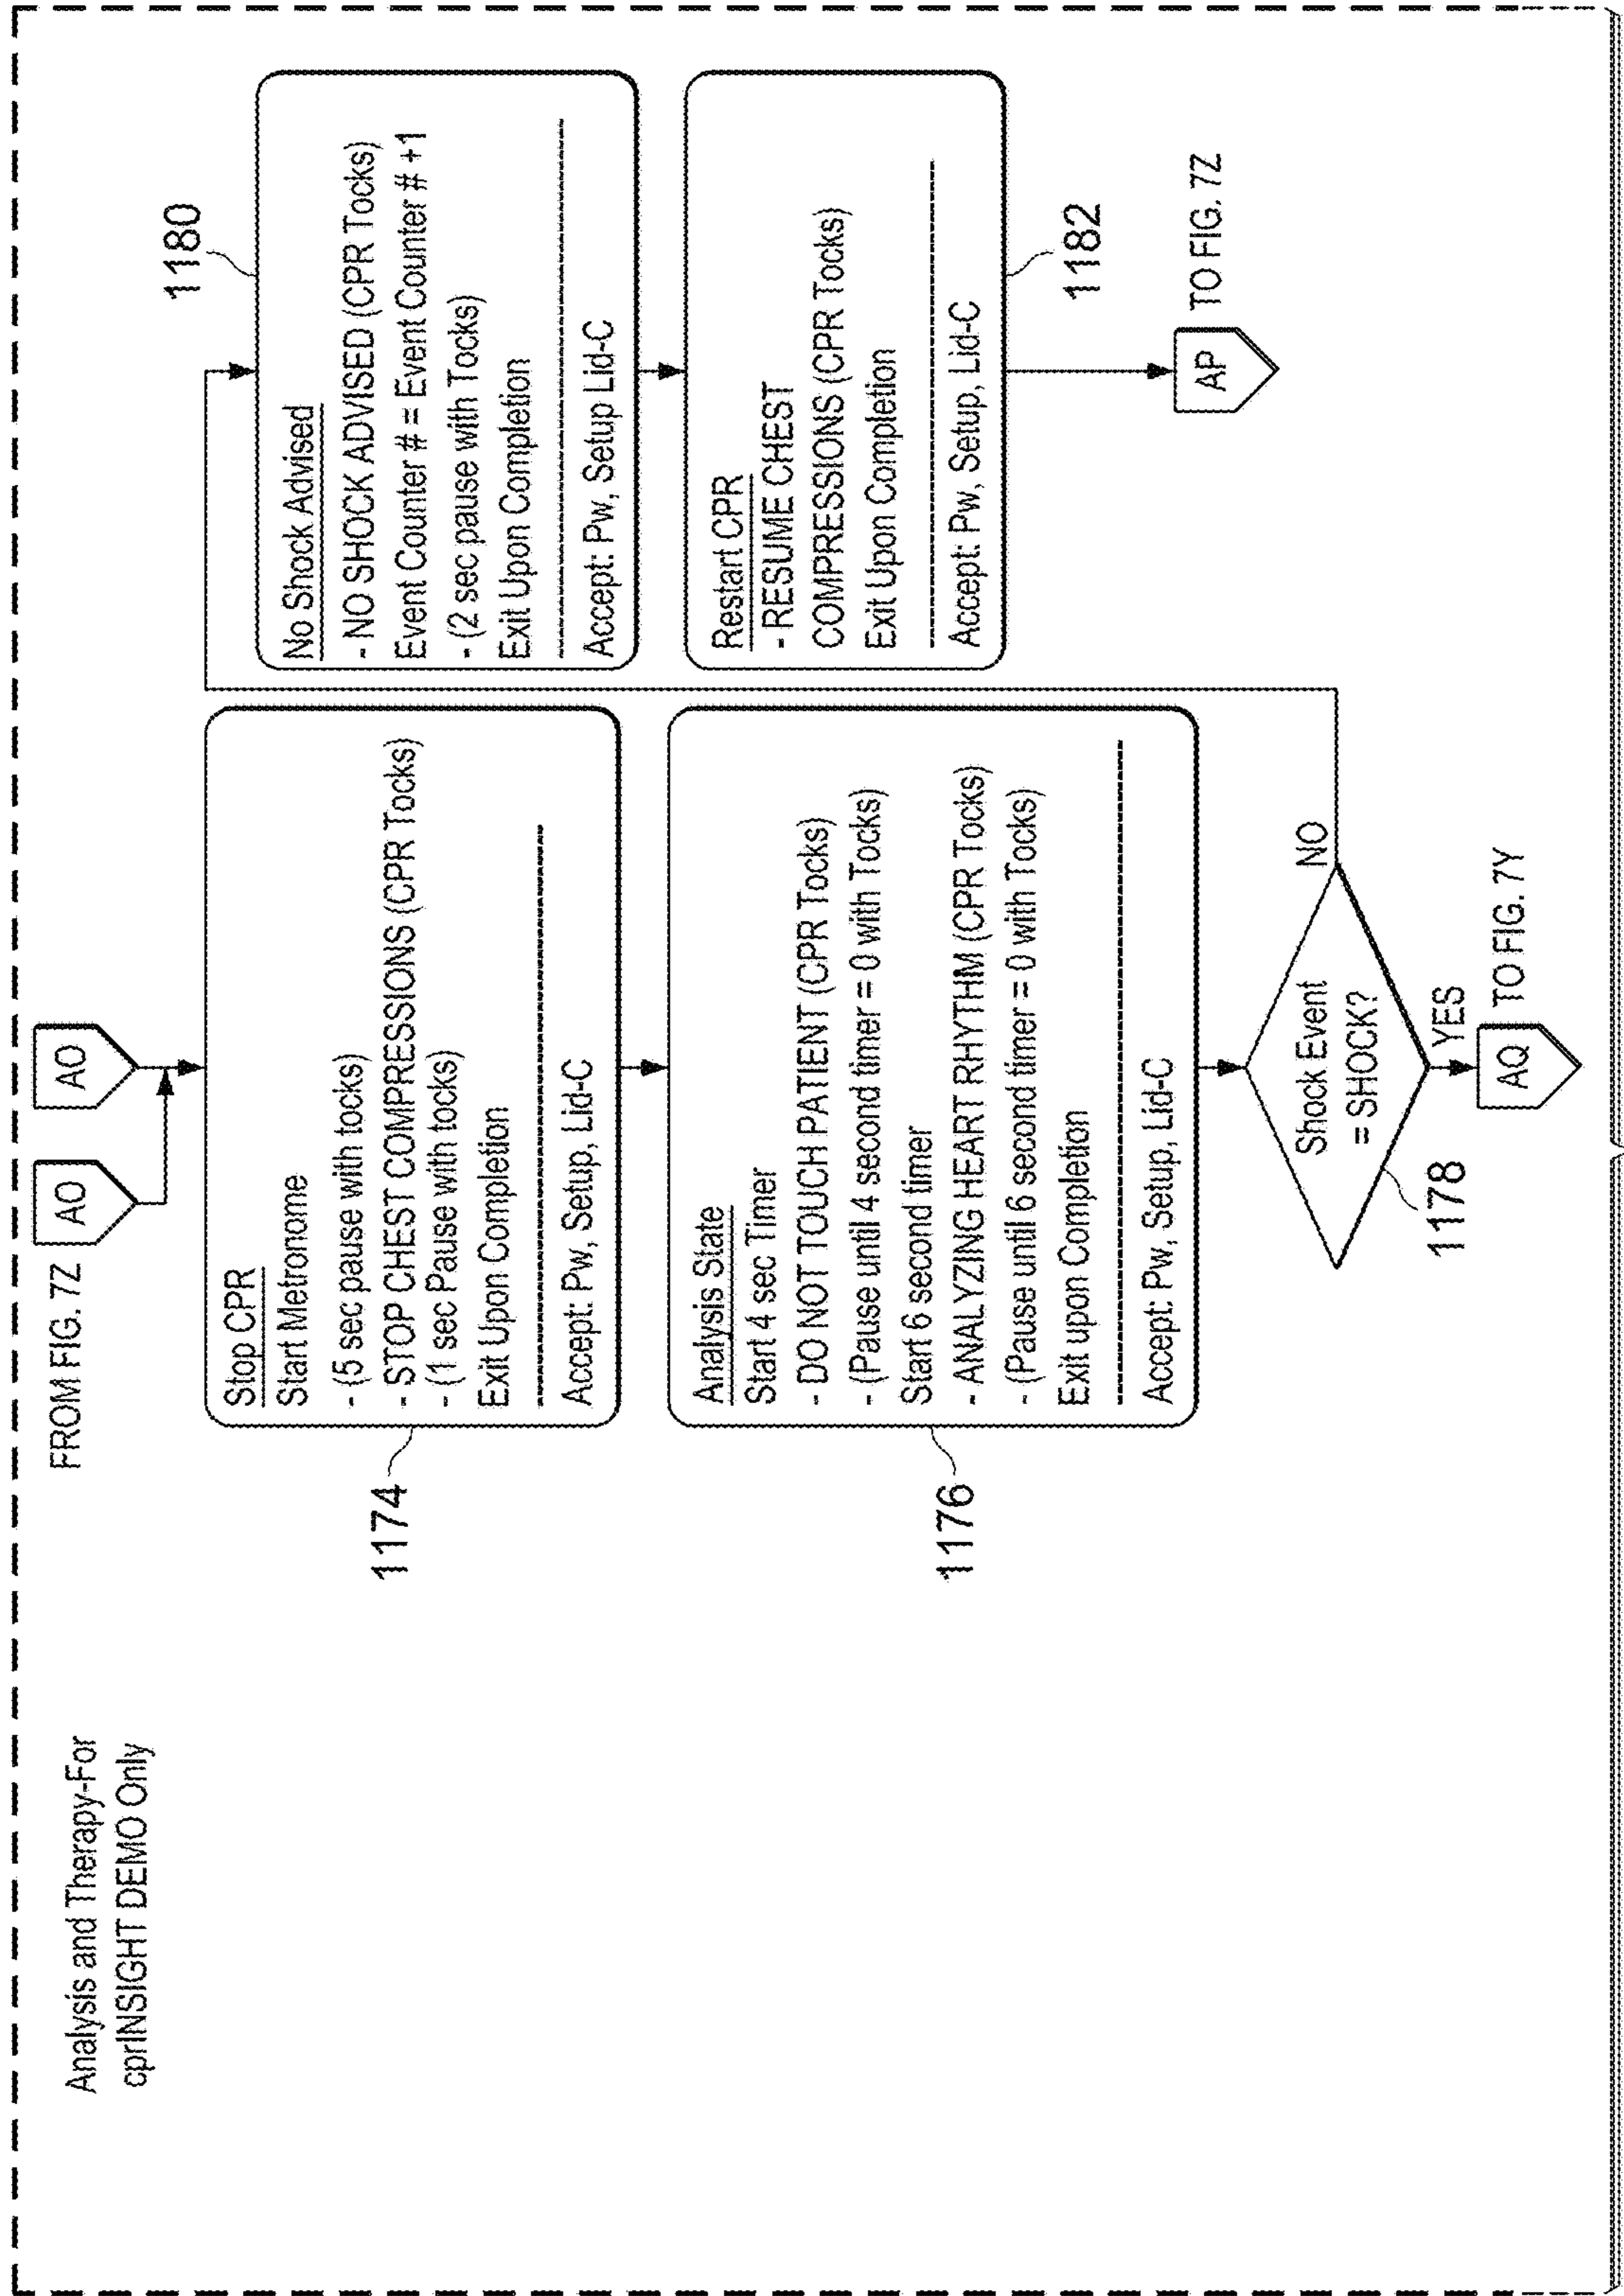 Analysis and Therapy-For
cprINSIGHT DEMO Only
FROM FIG. 7Z
AO
AO
1174
Stop CPR
Start Metronome
- (5 sec pause with tocks)
- STOP CHEST COMPRESSIONS (CPR Tocks)
- (1 sec Pause with tocks)
Exit Upon Completion
Accept: Pw, Setup, Lid-C
1176
Analysis State
Start 4 sec Timer
- DO NOT TOUCH PATIENT (CPR Tocks)
- (Pause until 4 second timer = 0 with Tocks)
Start 6 second timer
- ANALYZING HEART RHYTHM (CPR Tocks)
- (Pause until 6 second timer = 0 with Tocks)
Exit upon Completion
Accept: Pw, Setup, Lid-C
1178
Shock Event
= SHOCK?
NO
YES
AQ
TO FIG. 7Y
1180
No Shock Advised
- NO SHOCK ADVISED (CPR Tocks)
Event Counter # = Event Counter # +1
- (2 sec pause with Tocks)
Exit Upon Completion
Accept: Pw, Setup Lid-C
Restart CPR
- RESUME CHEST
COMPRESSIONS (CPR Tocks)
Exit Upon Completion
Accept: Pw, Setup, Lid-C
1182
AP
TO FIG. 7Z